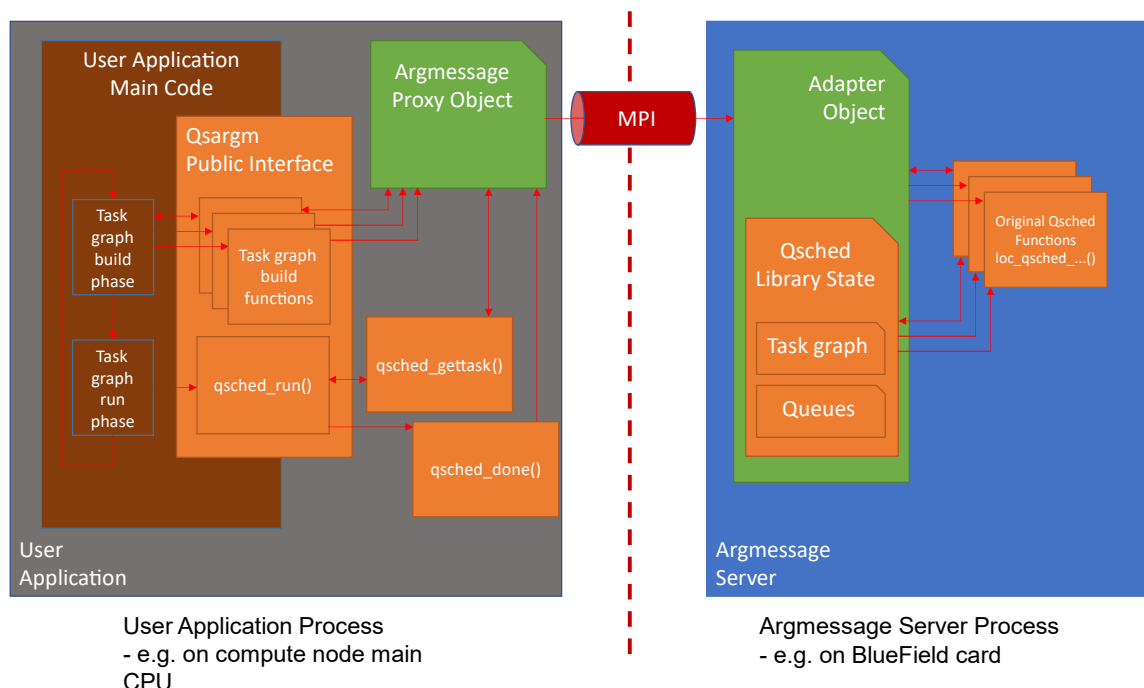 User Application
Main Code
Argmessage
Proxy Object
MPI
Adapter
Object
Qsargm
Public Interface
Task
graph
build
phase
Task graph
build
functions
Original Qsched
Functions
loc_qsched_...()
Qsched
Library State
Task graph
Queues
Task
graph
run
phase
qsched_run()
qsched_gettask()
qsched_done()
User
Application
Argmessage
Server
User Application Process
- e.g. on compute node main
CPU
Argmessage Server Process
- e.g. on BlueField card